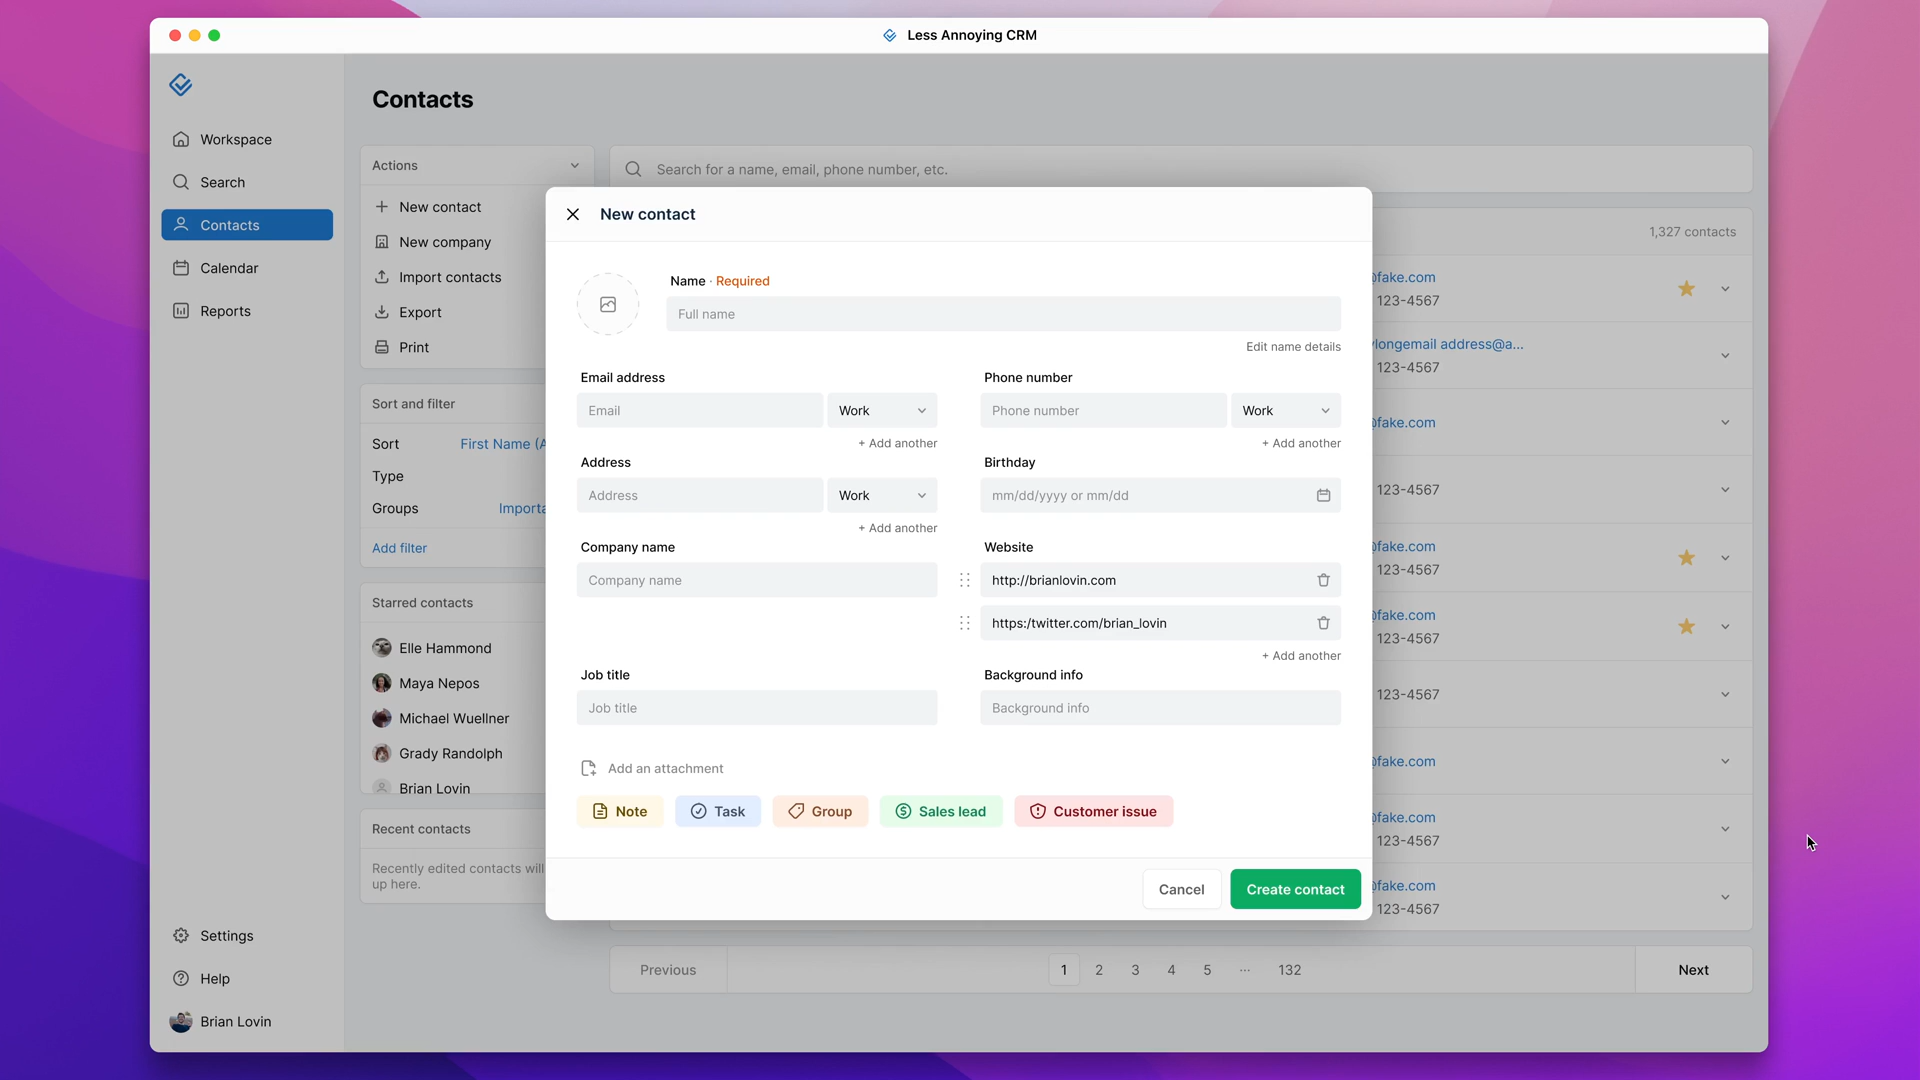 Less Annoying CRM
Workspace
Search
Contacts
Calendar
Reports
Settings
Help
Brian Lovin
Contacts
Actions
New contact
New company
Import contacts
Export
Print
Sort and filter
Sort First Name (A
Type
Groups Importa
Add filter
Starred contacts
Elle Hammond
Maya Nepos
Michael Wuellner
Grady Randolph
Brian Lovin
Recent contacts
Recently edited contacts will
up here.
Search for a name, email, phone number, etc.
1,327 contacts
@fake.com
123-4567
longemail address@a...
123-4567
@fake.com
123-4567
@fake.com
123-4567
@fake.com
123-4567
123-4567
@fake.com
@fake.com
123-4567
@fake.com
123-4567
Previous
1 2 3 4 5 ... 132
Next
New contact
Name · Required
Full name
Edit name details
Email address
Email
Work
+ Add another
Phone number
Phone number
Work
+ Add another
Address
Address
Work
+ Add another
Birthday
mm/dd/yyyy or mm/dd
Company name
Company name
Website
http://brianlovin.com
https:/twitter.com/brian_lovin
+ Add another
Job title
Job title
Background info
Background info
Add an attachment
Note
Task
Group
Sales lead
Customer issue
Cancel
Create contact